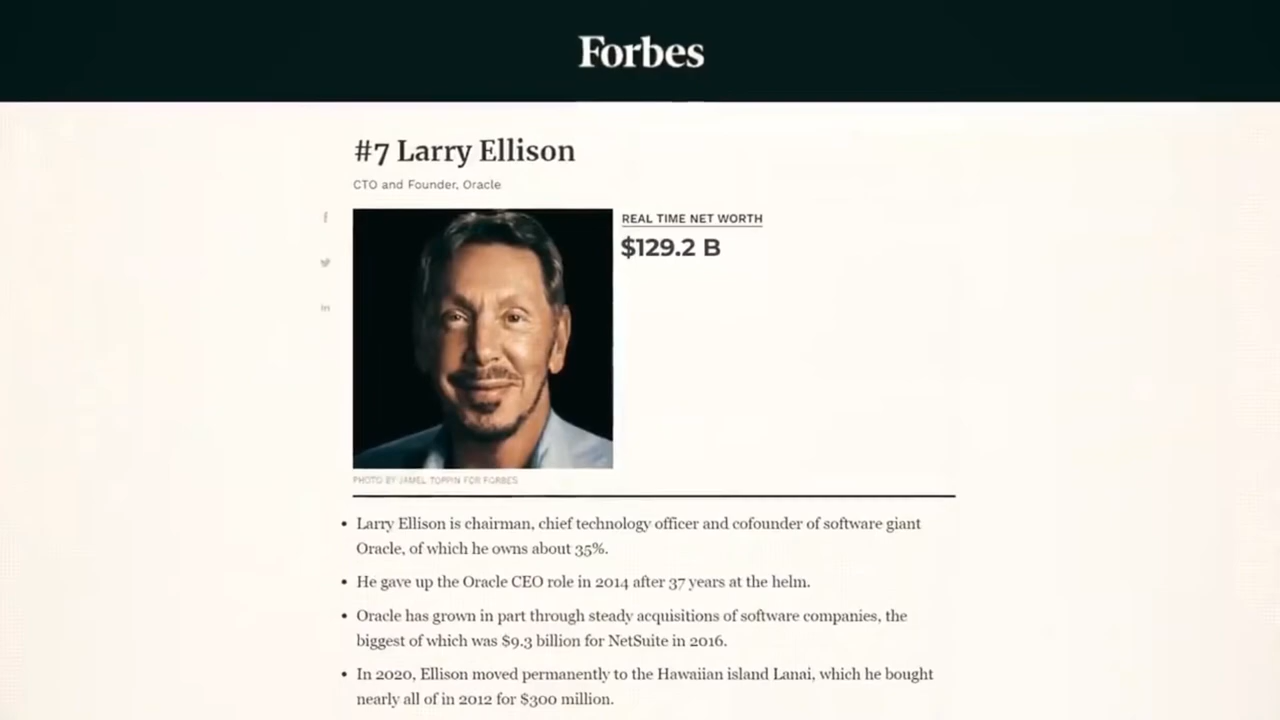 Forbes
#7 Larry Ellison
CTO and Founder, Oracle
f
in
REAL TIME NET WORTH
$129.2 B
PHOTO BY JAMEL TOPPIN FOR FORBES
• Larry Ellison is chairman, chief technology officer and cofounder of software giant
Oracle, of which he owns about 35%.
• He gave up the Oracle CEO role in 2014 after 37 years at the helm.
• Oracle has grown in part through steady acquisitions of software companies, the
biggest of which was $9.3 billion for NetSuite in 2016.
• In 2020, Ellison moved permanently to the Hawaiian island Lanai, which he bought
nearly all of in 2012 for $300 million.